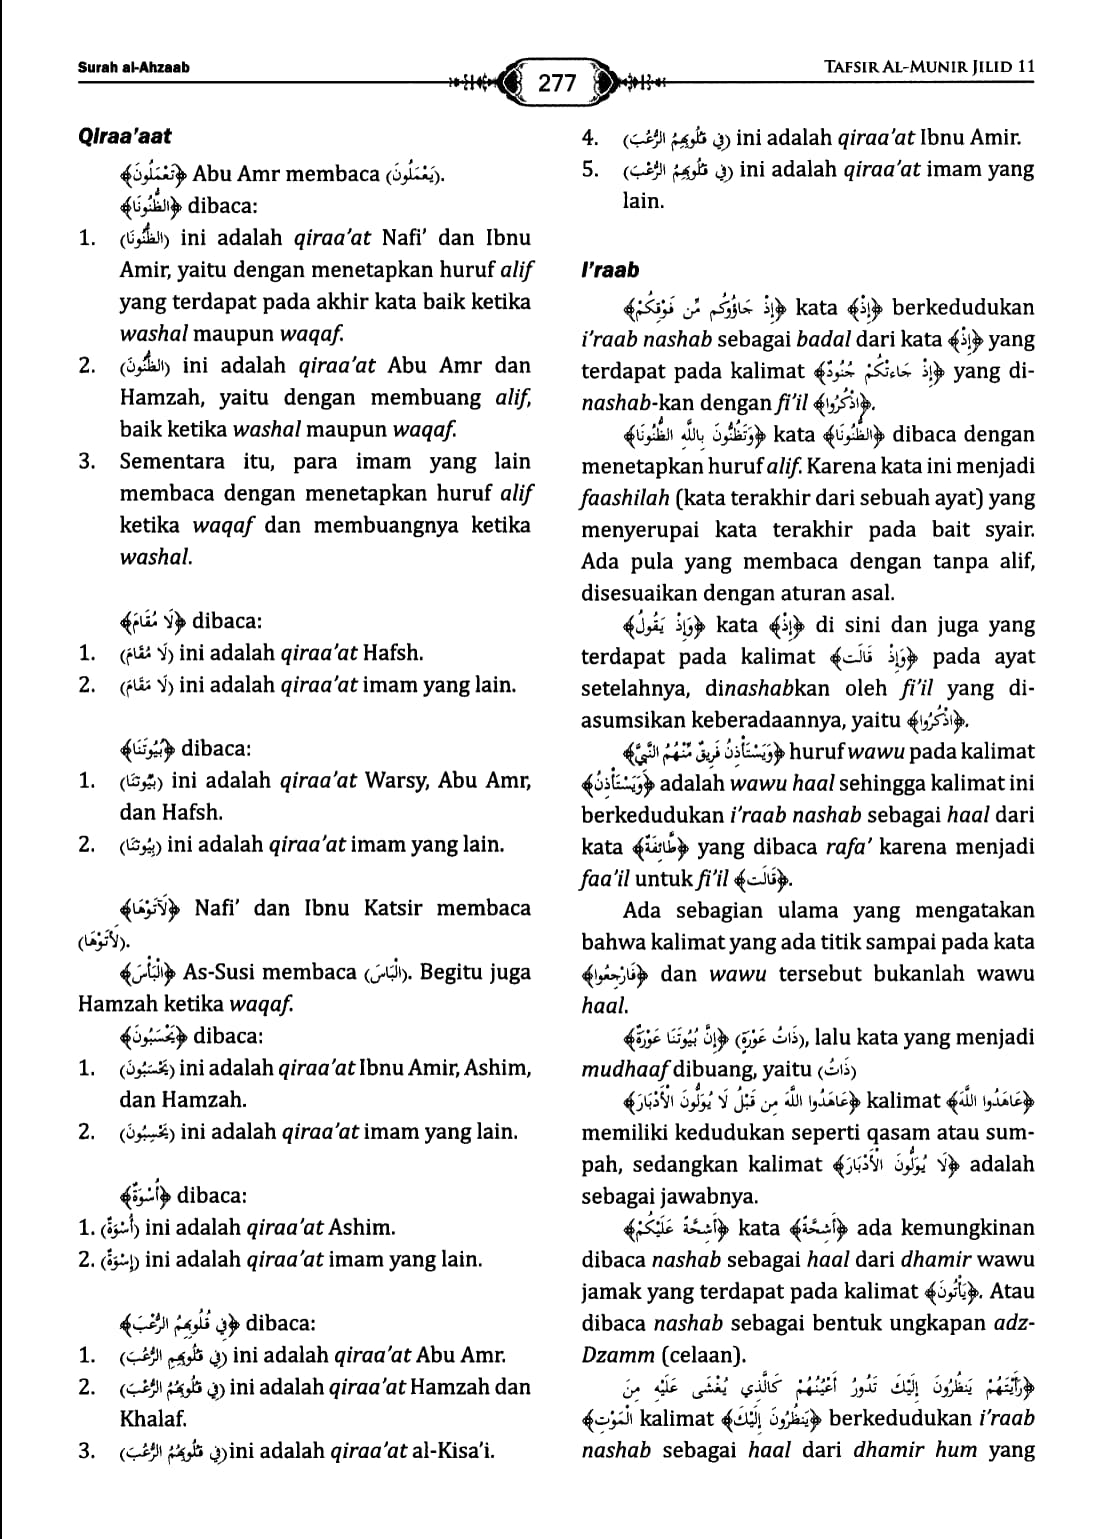 Surah al-Ahzaab
277
TAFSIR AL-MUNIR JILID 11
Qiraa'aat
﴿تَعْمَلُونَ﴾ Abu Amr membaca (يَعْمَلُونَ).
﴿الظُّنُونَا﴾ dibaca:
1. (الظُّنُونَا) ini adalah qiraa'at Nafi' dan Ibnu
Amir, yaitu dengan menetapkan huruf alif
yang terdapat pada akhir kata baik ketika
washal maupun waqaf.
2. (الظُّنُونَ) ini adalah qiraa'at Abu Amr dan
Hamzah, yaitu dengan membuang alif,
baik ketika washal maupun waqaf.
3. Sementara itu, para imam yang lain
membaca dengan menetapkan huruf alif
ketika waqaf dan membuangnya ketika
washal.
﴿لَا مُقَامَ﴾ dibaca:
1. (لَا مُقَامَ) ini adalah qiraa'at Hafsh.
2. (لَا مَقَامَ) ini adalah qiraa'at imam yang lain.
﴿بُيُوتَنَا﴾ dibaca:
1. (بُيُوتَنَا) ini adalah qiraa'at Warsy, Abu Amr,
dan Hafsh.
2. (بِيُوتَنَا) ini adalah qiraa'at imam yang lain.
﴿لَآتَوْهَا﴾ Nafi' dan Ibnu Katsir membaca
(لَأَتَوْهَا).
﴿الْبَأْسَ﴾ As-Susi membaca (الْبَاسَ). Begitu juga
Hamzah ketika waqaf.
﴿يَحْسَبُونَ﴾ dibaca:
1. (يَحْسَبُونَ) ini adalah qiraa'at Ibnu Amir, Ashim,
dan Hamzah.
2. (يَحْسِبُونَ) ini adalah qiraa'at imam yang lain.
﴿أُسْوَةٌ﴾ dibaca:
1. (أُسْوَةٌ) ini adalah qiraa'at Ashim.
2. (إِسْوَةٌ) ini adalah qiraa'at imam yang lain.
﴿فِي قُلُوبِهِمُ الرُّعْبَ﴾ dibaca:
1. (فِي قُلُوبِهِمِ الرُّعْبَ) ini adalah qiraa'at Abu Amr.
2. (فِي قُلُوبِهُمُ الرُّعْبَ) ini adalah qiraa'at Hamzah dan
Khalaf.
3. (فِي قُلُوبِهُمُ الرُّعُبَ) ini adalah qiraa'at al-Kisa'i.
4. (فِي قُلُوبِهِمُ الرُّعُبَ) ini adalah qiraa'at Ibnu Amir.
5. (فِي قُلُوبِهِمُ الرُّعْبَ) ini adalah qiraa'at imam yang
lain.
I'raab
﴿إِذْ جَاؤُوكُم مِّن فَوْقِكُمْ﴾ kata ﴿إِذْ﴾ berkedudukan
i'raab nashab sebagai badal dari kata ﴿إِذْ﴾ yang
terdapat pada kalimat ﴿إِذْ جَاءَتْكُمْ جُنُودٌ﴾ yang di-
nashab-kan dengan fi'il ﴿اذْكُرُوا﴾.
﴿وَتَظُنُّونَ بِاللَّهِ الظُّنُونَا﴾ kata ﴿الظُّنُونَا﴾ dibaca dengan
menetapkan huruf alif. Karena kata ini menjadi
faashilah (kata terakhir dari sebuah ayat) yang
menyerupai kata terakhir pada bait syair.
Ada pula yang membaca dengan tanpa alif,
disesuaikan dengan aturan asal.
﴿وَإِذْ يَقُولُ﴾ kata ﴿إِذْ﴾ di sini dan juga yang
terdapat pada kalimat ﴿وَإِذْ قَالَت﴾ pada ayat
setelahnya, dinashabkan oleh fi'il yang di-
asumsikan keberadaannya, yaitu ﴿اذْكُرُوا﴾.
﴿وَيَسْتَأْذِنُ فَرِيقٌ مِّنْهُمُ النَّبِيَّ﴾ huruf wawu pada kalimat
﴿وَيَسْتَأْذِنُ﴾ adalah wawu haal sehingga kalimat ini
berkedudukan i'raab nashab sebagai haal dari
kata ﴿طَّائِفَةٌ﴾ yang dibaca rafa' karena menjadi
faa'il untuk fi'il ﴿قَالَت﴾.
Ada sebagian ulama yang mengatakan
bahwa kalimat yang ada titik sampai pada kata
﴿فَارْجِعُوا﴾ dan wawu tersebut bukanlah wawu
haal.
﴿إِنَّ بُيُوتَنَا عَوْرَةٌ﴾ (ذَاتُ عَوْرَةٍ), lalu kata yang menjadi
mudhaaf dibuang, yaitu (ذَاتُ)
﴿عَاهَدُوا اللَّهَ مِن قَبْلُ لَا يُوَلُّونَ الْأَدْبَارَ﴾ kalimat ﴿عَاهَدُوا اللَّهَ﴾
memiliki kedudukan seperti qasam atau sum-
pah, sedangkan kalimat ﴿لَا يُوَلُّونَ الْأَدْبَارَ﴾ adalah
sebagai jawabnya.
﴿أَشِحَّةً عَلَيْكُمْ﴾ kata ﴿أَشِحَّةً﴾ ada kemungkinan
dibaca nashab sebagai haal dari dhamir wawu
jamak yang terdapat pada kalimat ﴿يَأْتُونَ﴾. Atau
dibaca nashab sebagai bentuk ungkapan adz-
Dzamm (celaan).
﴿رَأَيْتَهُمْ يَنظُرُونَ إِلَيْكَ تَدُورُ أَعْيُنُهُمْ كَالَّذِي يُغْشَى عَلَيْهِ مِنَ
الْمَوْتِ﴾ kalimat ﴿يَنظُرُونَ إِلَيْكَ﴾ berkedudukan i'raab
nashab sebagai haal dari dhamir hum yang